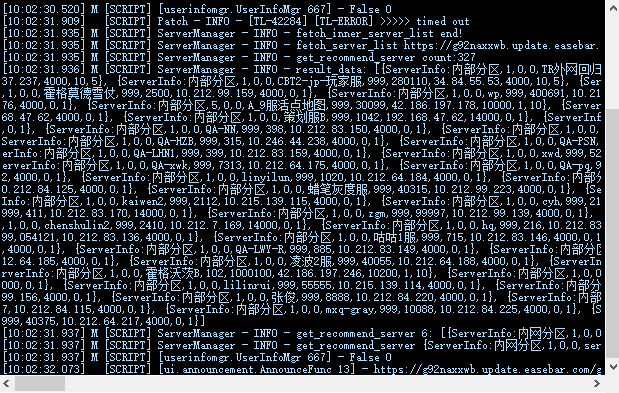 [10:02:30.520] M [SCRIPT] [userinfomgr.UserInfoMgr 667] - False 0
[10:02:31.909]   [SCRIPT] Patch - INFO - [TL-42284] [TL-ERROR] >>>>> timed out
[10:02:31.935] M [SCRIPT] ServerManager - INFO - fetch_inner_server_list end!
[10:02:31.935] M [SCRIPT] ServerManager - INFO - fetch_server_list https://g92naxxwb.update.easebar.
[10:02:31.935] M [SCRIPT] ServerManager - INFO - get_recommend_server count:327
[10:02:31.936] M [SCRIPT] ServerManager - INFO - result_data: [{ServerInfo:内部分区,1,0,0,TR外网回归
37.237,4000,10,5}, {ServerInfo:内部分区,1,0,0,CBT2-jp-玩家服,999,280110,34.84.55.53,4000,10,5}, {Ser
,1,0,0,霍格莫德雪仗,999,2500,10.212.99.159,4000,0,1}, {ServerInfo:内部分区,1,0,0,wp,999,400691,10.21
76,4000,0,1}, {ServerInfo:内部分区,5,0,0,A_9服活点地图,999,30099,42.186.197.178,10000,1,10}, {Server
68.47.62,4000,0,1}, {ServerInfo:内部分区,1,0,0,策划服B,999,1042,192.168.47.62,14000,0,1}, {ServerInf
0,1}, {ServerInfo:内部分区,1,0,0,QA-NN,999,398,10.212.83.150,4000,0,1}, {ServerInfo:内部分区,1,0,0,
ServerInfo:内部分区,1,0,0,QA-HZB,999,315,10.246.44.238,4000,0,1}, {ServerInfo:内部分区,1,0,0,QA-PSN,
erInfo:内部分区,1,0,0,QA-LHN1,999,399,10.212.83.139,4000,0,1}, {ServerInfo:内部分区,1,0,0,xwd,999,52
erverInfo:内部分区,1,0,0,QA-xwk,999,7313,10.212.64.175,4000,0,1}, {ServerInfo:内部分区,1,0,0,QA-pq,9
2,4000,0,1}, {ServerInfo:内部分区,1,0,0,linyilun,999,1020,10.212.64.184,4000,0,1}, {ServerInfo:内部分
0.212.84.125,4000,0,1}, {ServerInfo:内部分区,1,0,0,蜡笔灰度服,999,40315,10.212.99.223,4000,0,1}, {Se
Info:内部分区,1,0,0,kaiwen2,999,2112,10.215.139.115,4000,0,1}, {ServerInfo:内部分区,1,0,0,cyh,999,21
999,411,10.212.83.170,14000,0,1}, {ServerInfo:内部分区,1,0,0,zgm,999,99997,10.212.99.139,4000,0,1},
,1,0,0,chenshulin2,999,2410,10.212.7.169,14000,0,1}, {ServerInfo:内部分区,1,0,0,hq,999,216,10.212.83
99,054121,10.212.83.136,4000,0,1}, {ServerInfo:内部分区,1,0,0,咕咕1服,999,715,10.212.83.146,4000,0,1
,4000,0,1}, {ServerInfo:内部分区,1,0,0,QA-LWY-R,999,885,10.212.83.149,4000,0,1}, {ServerInfo:内部分区
12.64.185,4000,0,1}, {ServerInfo:内部分区,1,0,0,凌波2服,999,40055,10.212.64.188,4000,0,1}, {ServerInf
rverInfo:内部分区,1,0,0,霍格沃茨B,102,1000100,42.186.197.246,10200,1,10}, {ServerInfo:内部分区,1,0,0
000,0,1}, {ServerInfo:内部分区,1,0,0,lilinrui,999,55555,10.215.139.114,4000,0,1}, {ServerInfo:内部分
99.156,4000,0,1}, {ServerInfo:内部分区,1,0,0,张俊,999,8888,10.212.84.220,4000,0,1}, {ServerInfo:内部
7,10.212.84.115,4000,0,1}, {ServerInfo:内部分区,1,0,0,mxq-gray,999,10088,10.212.84.225,4000,0,1}, {S
999,40375,10.212.64.217,4000,0,1}]
[10:02:31.937] M [SCRIPT] ServerManager - INFO - get_recommend_server 6: [{ServerInfo:内网分区,1,0,0
[10:02:31.937] M [SCRIPT] ServerManager - INFO - get_recommend_server {ServerInfo:内网分区,1,0,0,ser
[10:02:31.937] M [SCRIPT] [userinfomgr.UserInfoMgr 667] - False 0
[10:02:32.073] M [SCRIPT] [ui.announcement.AnnounceFunc 13] - https://g92naxxwb.update.easebar.com/g